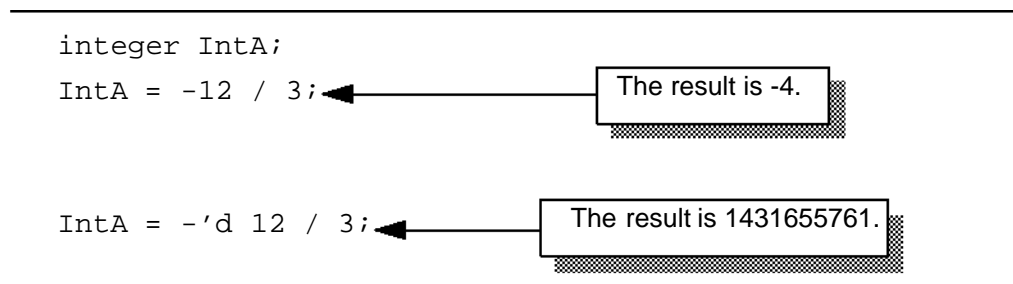 integer IntA;
IntA = -12 / 3;
The result is -4.
IntA = -'d 12 / 3;
The result is 1431655761.